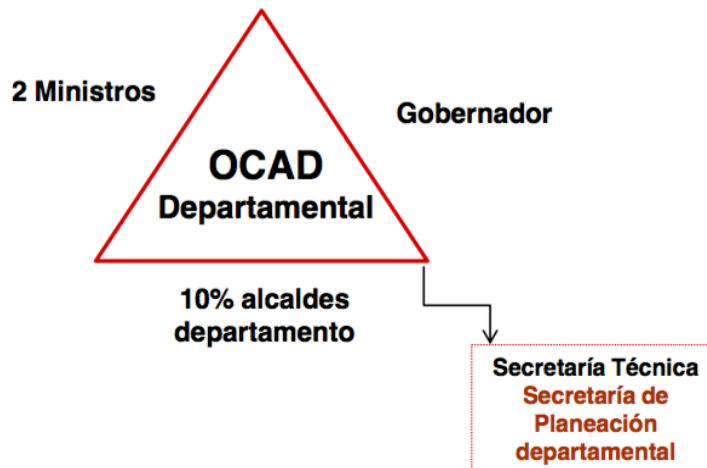 2 Ministros
Gobernador
OCAD
Departamental
10% alcaldes
departamento
Secretaría Técnica
Secretaría de
Planeación
departamental